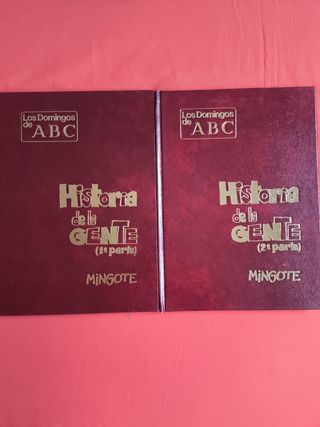 Los Domingos
de ABC
Historia
de la
GENTE
(1ª parte)
MiNGOTE
Los Domingos
de ABC
Historia
de la
GENTE
(2ª parte)
MiNGOTE